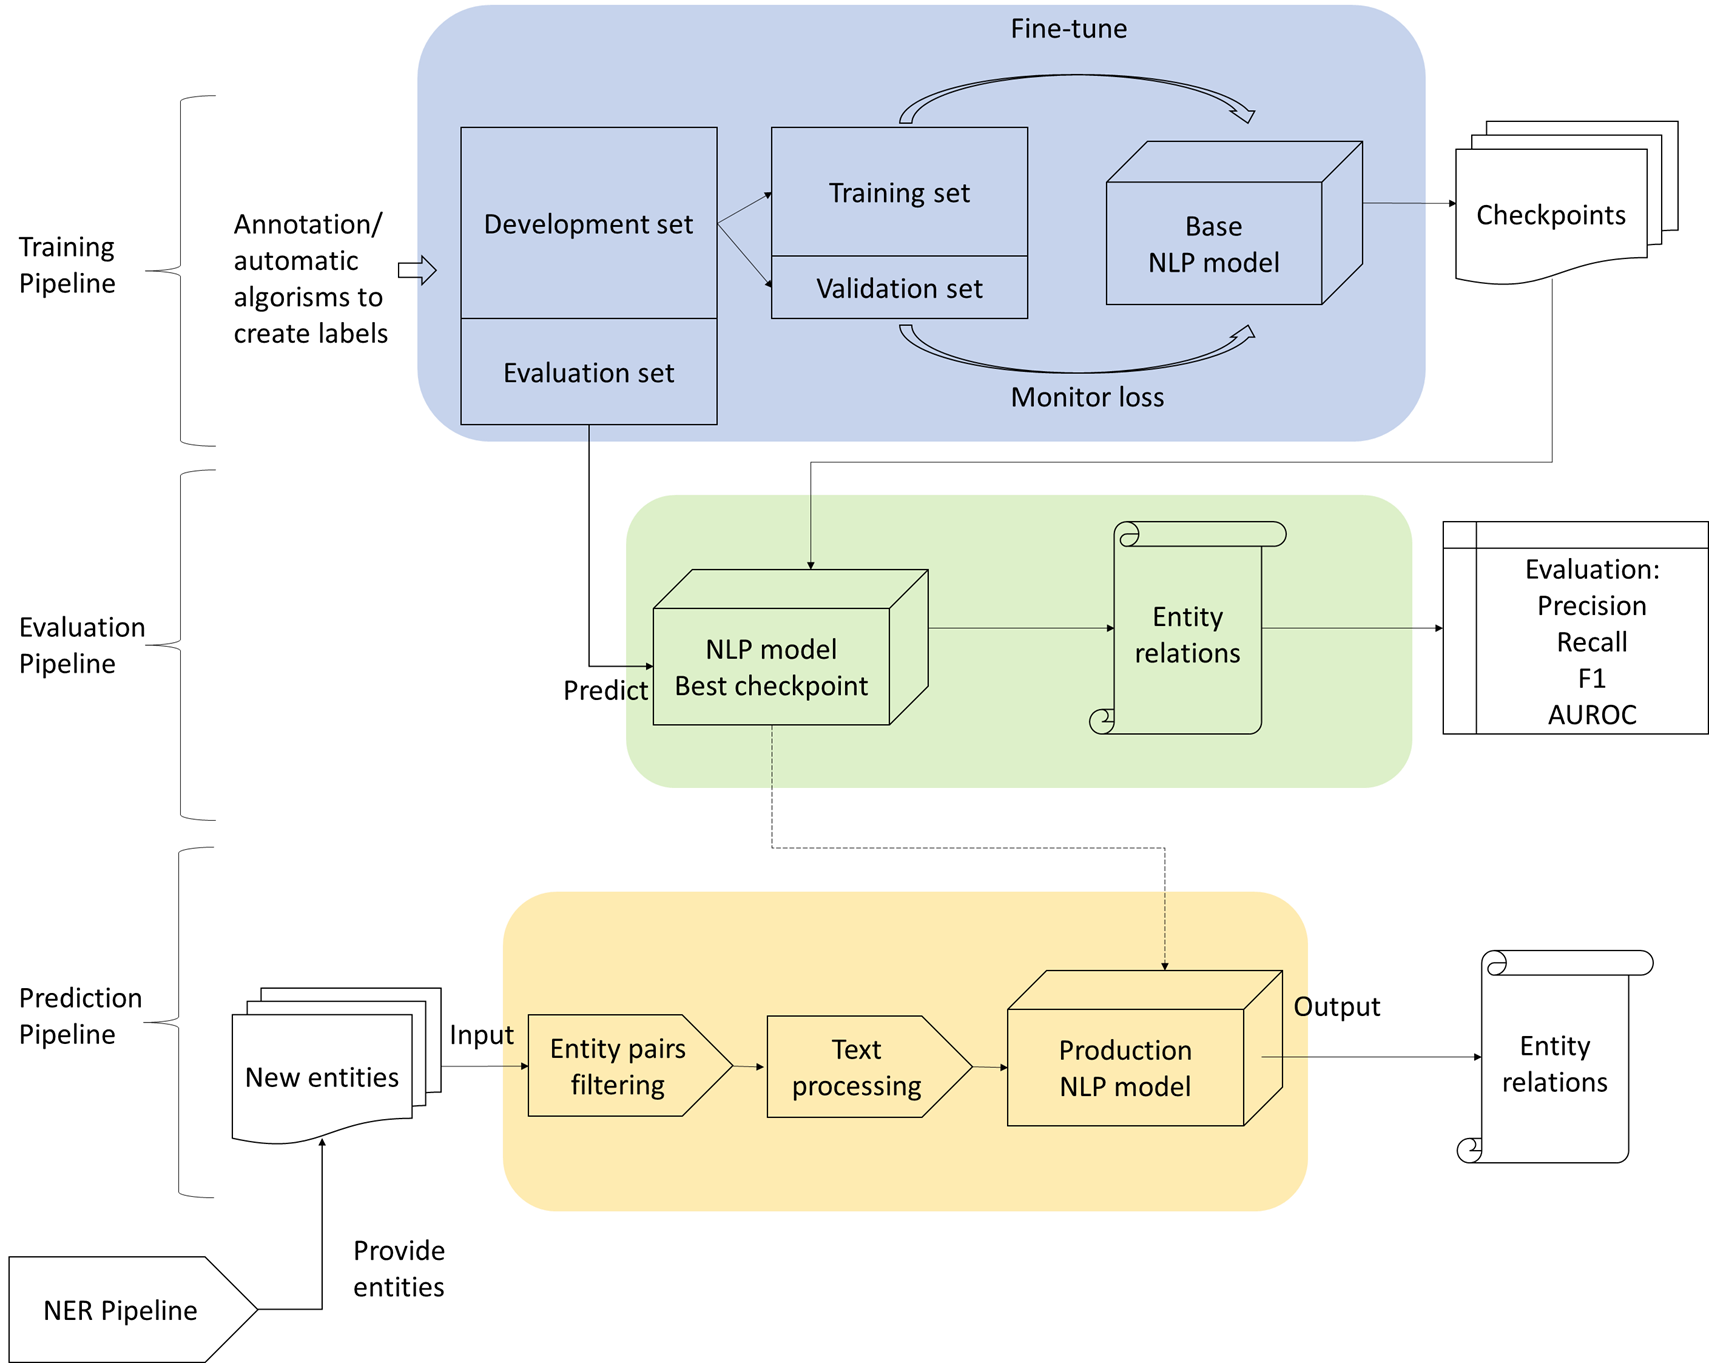 Fine-tune
Training
Pipeline
Annotation/
automatic
algorisms to
create labels
Development set
Evaluation set
Training set
Validation set
Base
NLP model
Monitor loss
Checkpoints
Evaluation
Pipeline
Predict
NLP model
Best checkpoint
Entity
relations
Evaluation:
Precision
Recall
F1
AUROC
Prediction
Pipeline
New entities
Input
Entity pairs
filtering
Text
processing
Production
NLP model
Output
Entity
relations
Provide
entities
NER Pipeline